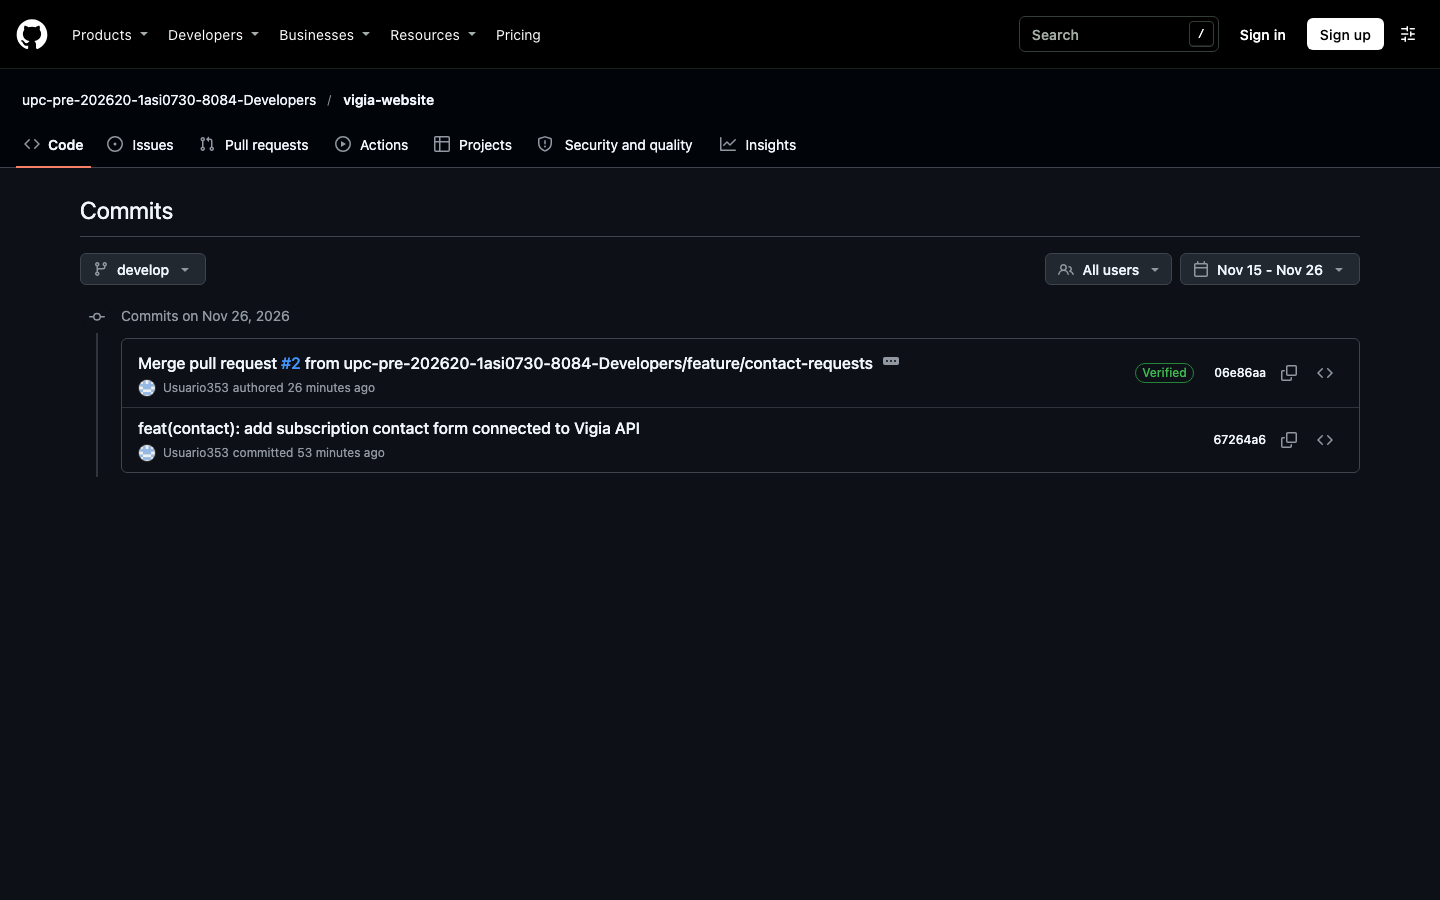 Products Developers Businesses Resources Pricing Search / Sign in Sign up
upc-pre-202620-1asi0730-8084-Developers / vigia-website
Code Issues Pull requests Actions Projects Security and quality Insights
Commits
develop All users Nov 15 - Nov 26
Commits on Nov 26, 2026
Merge pull request #2 from upc-pre-202620-1asi0730-8084-Developers/feature/contact-requests
Usuario353 authored 26 minutes ago
Verified 06e86aa
feat(contact): add subscription contact form connected to Vigia API
Usuario353 committed 53 minutes ago
67264a6